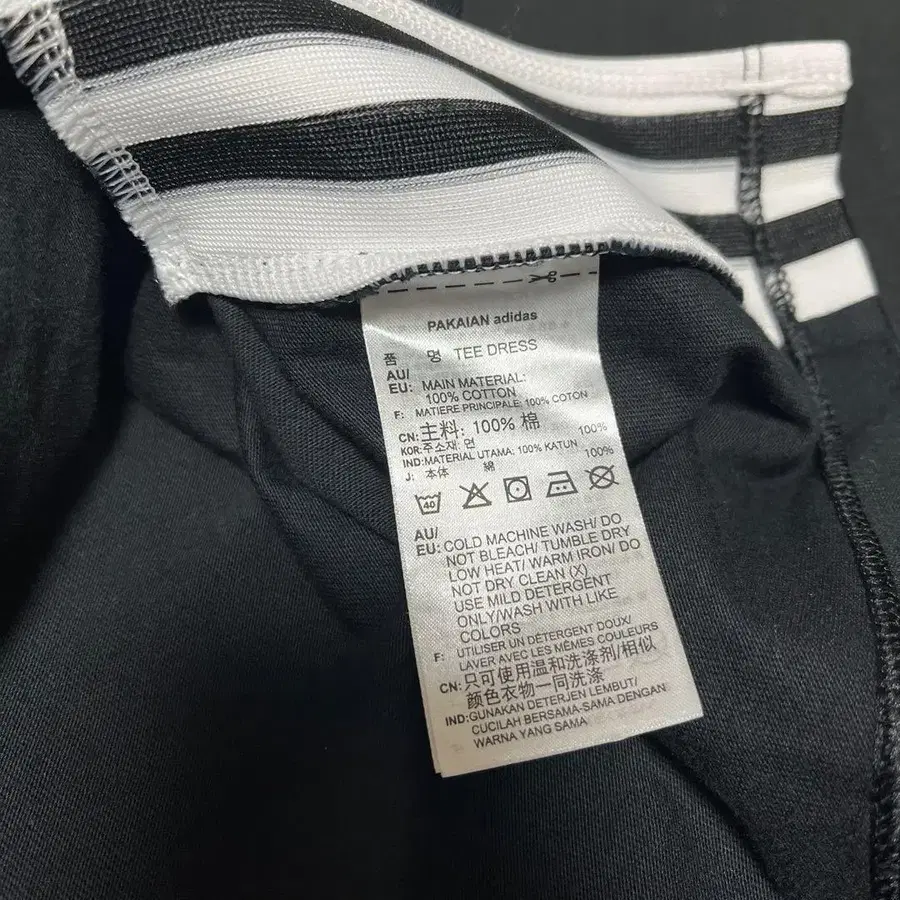 PAKAIAN adidas
품 명 TEE DRESS
AU/
EU: MAIN MATERIAL:
100% COTTON
F: MATIERE PRINCIPALE: 100% COTON
CN: 主料: 100% 棉
KOR: 주소재: 면 100%
IND: MATERIAL UTAMA: 100% KATUN
J: 本体 綿 100%
40
AU/
EU: COLD MACHINE WASH/ DO
NOT BLEACH/ TUMBLE DRY
LOW HEAT/ WARM IRON/ DO
NOT DRY CLEAN (X)
USE MILD DETERGENT
ONLY/WASH WITH LIKE
COLORS
F: UTILISER UN DÉTERGENT DOUX/
LAVER AVEC LES MÊMES COULEURS
CN: 只可使用温和洗涤剂/相似
颜色衣物一同洗涤
IND: GUNAKAN DETERJEN LEMBUT/
CUCILAH BERSAMA-SAMA DENGAN
WARNA YANG SAMA